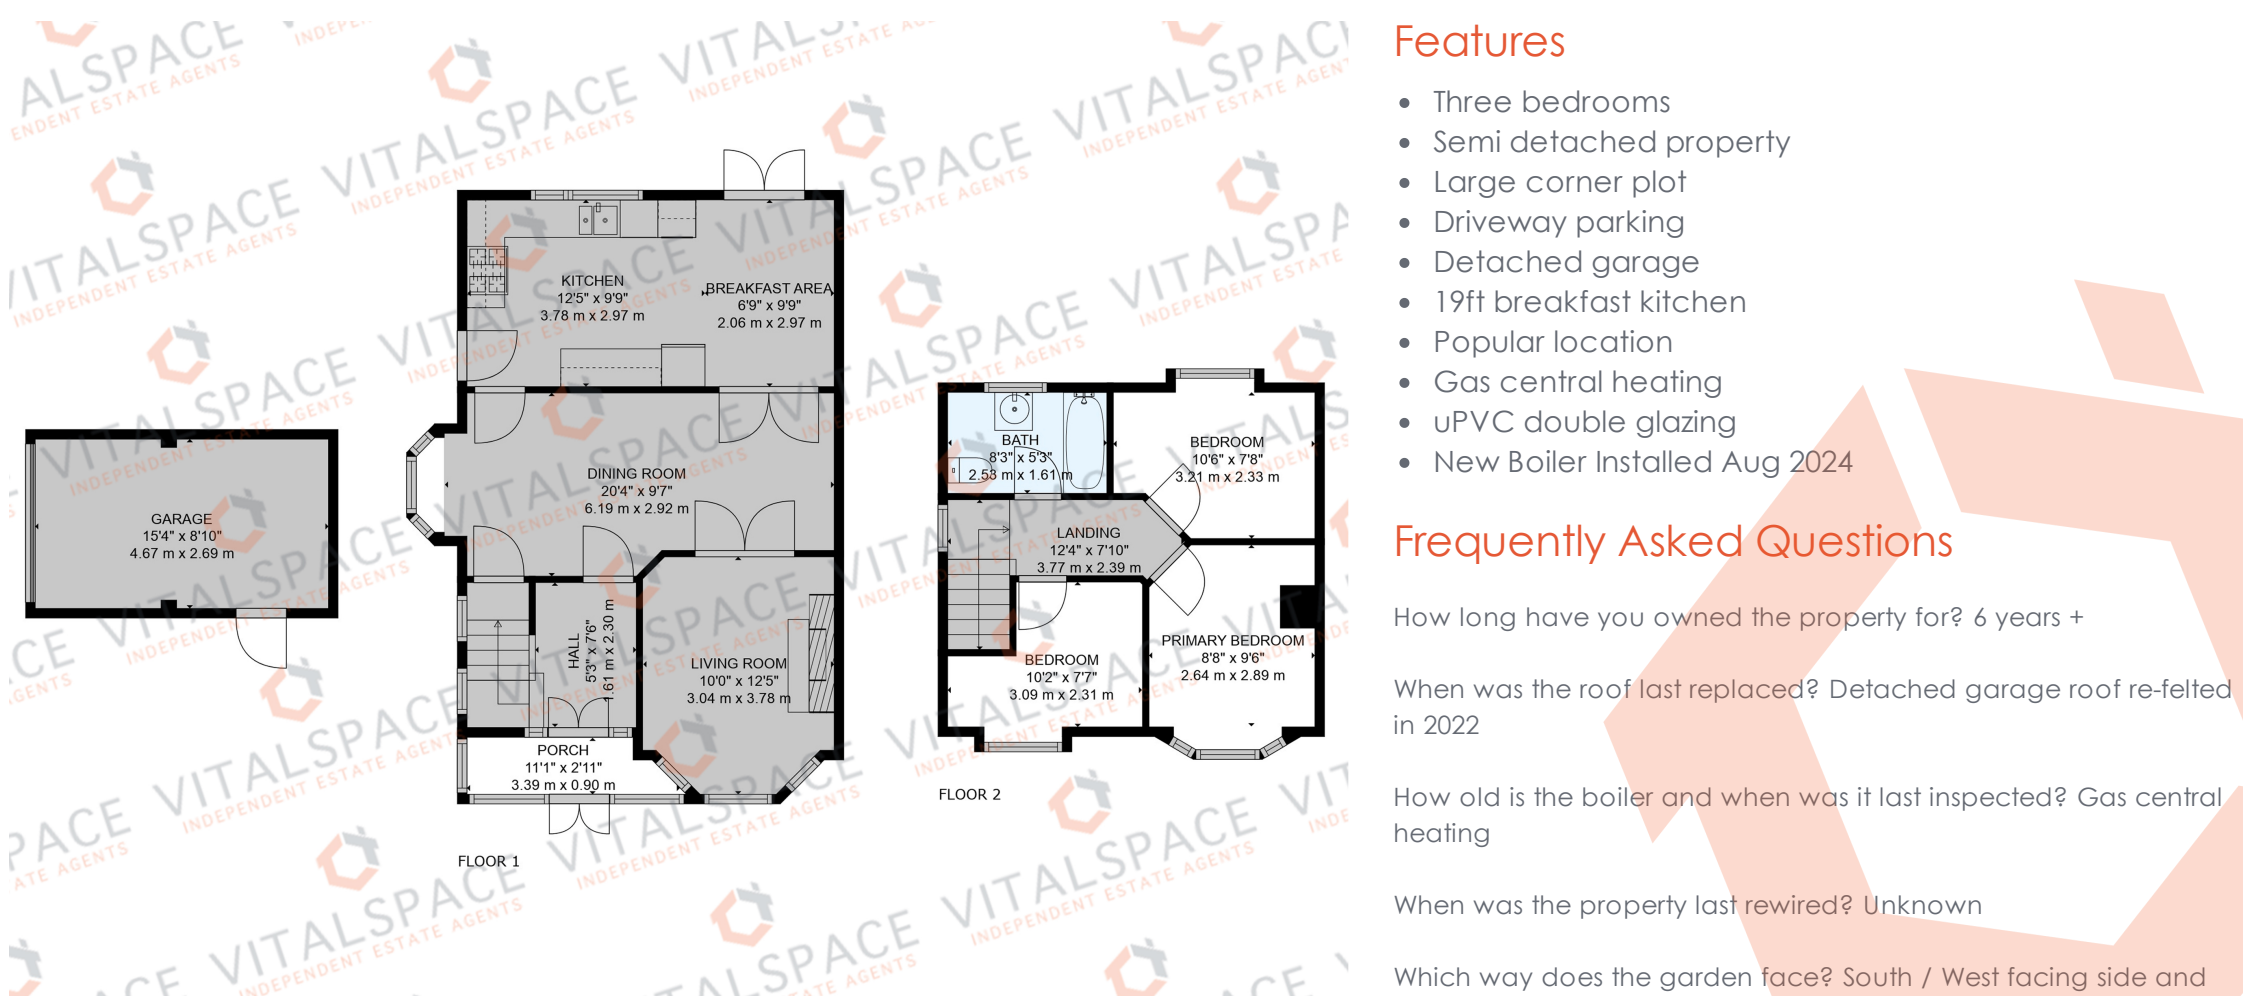 KITCHEN
12'5" x 9'9"
3.78 m x 2.97 m
BREAKFAST AREA
6'9" x 9'9"
2.06 m x 2.97 m
DINING ROOM
20'4" x 9'7"
6.19 m x 2.92 m
GARAGE
15'4" x 8'10"
4.67 m x 2.69 m
HALL
5'3" x 7'6"
1.61 m x 2.30 m
LIVING ROOM
10'0" x 12'5"
3.04 m x 3.78 m
PORCH
11'1" x 2'11"
3.39 m x 0.90 m
FLOOR 1
BATH
8'3" x 5'3"
2.53 m x 1.61 m
BEDROOM
10'6" x 7'8"
3.21 m x 2.33 m
LANDING
12'4" x 7'10"
3.77 m x 2.39 m
BEDROOM
10'2" x 7'7"
3.09 m x 2.31 m
PRIMARY BEDROOM
8'8" x 9'6"
2.64 m x 2.89 m
FLOOR 2
VITALSPACE
INDEPENDENT ESTATE AGENTS
Features
• Three bedrooms
• Semi detached property
• Large corner plot
• Driveway parking
• Detached garage
• 19ft breakfast kitchen
• Popular location
• Gas central heating
• uPVC double glazing
• New Boiler Installed Aug 2024
Frequently Asked Questions
How long have you owned the property for? 6 years +
When was the roof last replaced? Detached garage roof re-felted
in 2022
How old is the boiler and when was it last inspected? Gas central
heating
When was the property last rewired? Unknown
Which way does the garden face? South / West facing side and